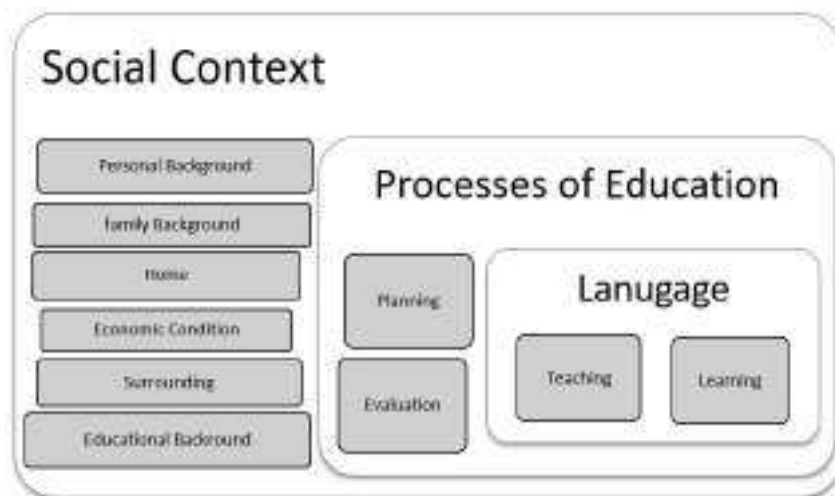 Social Context
Personal Background
family Background
Home
Economic Condition
Surrounding
Educational Backround
Processes of Education
Planning
Evaluation
Lanugage
Teaching
Learning